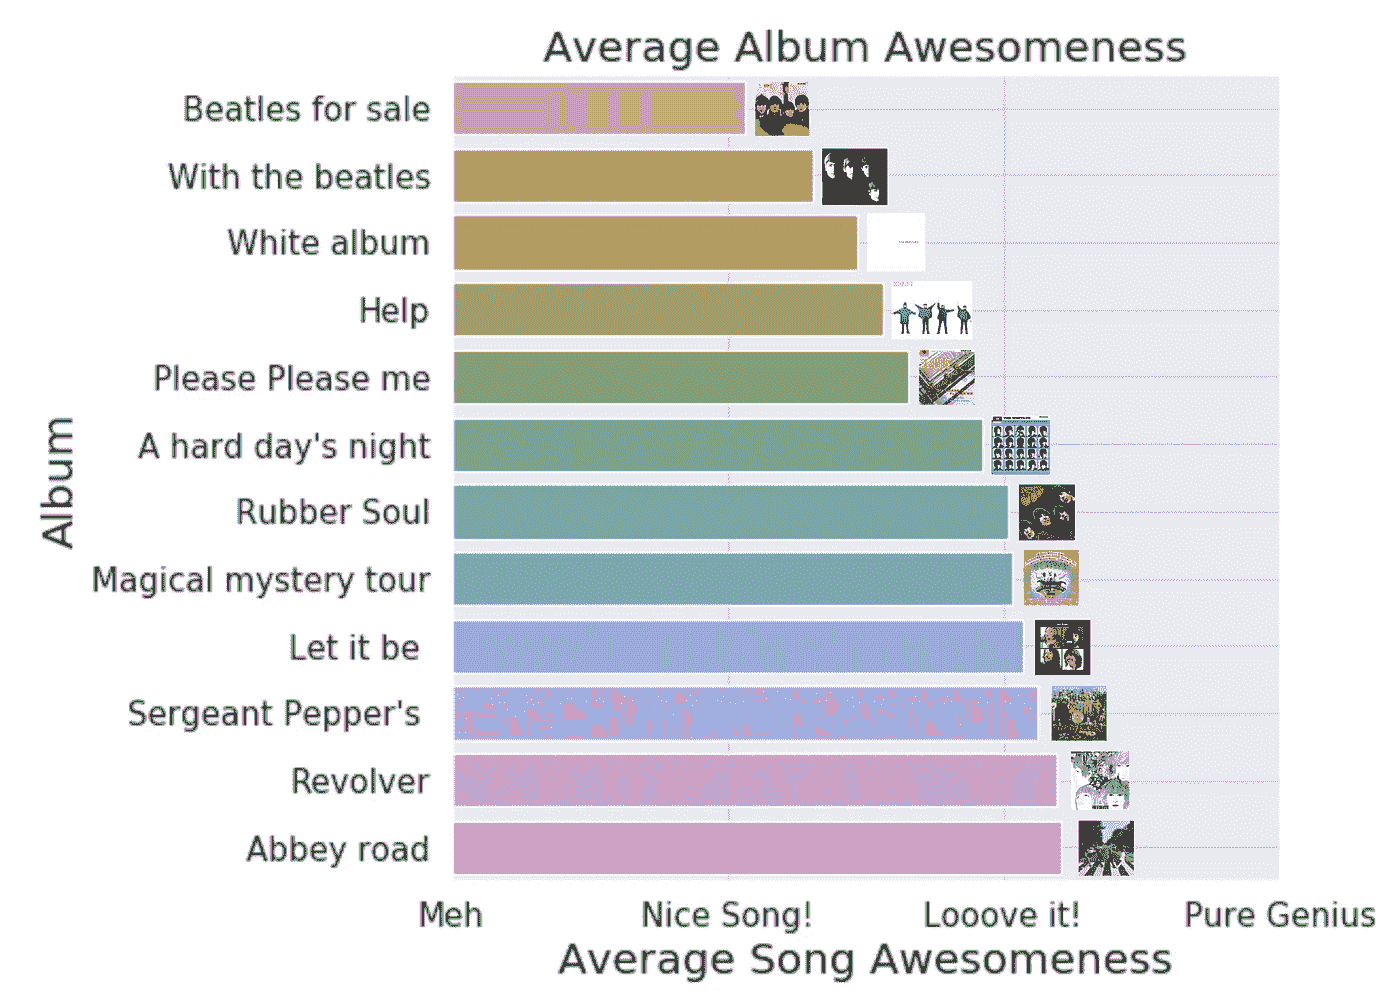 Average Album Awesomeness
Beatles for sale
With the beatles
White album
Help
Please Please me
A hard day's night
Rubber Soul
Magical mystery tour
Let it be
Sergeant Pepper's
Revolver
Abbey road
Album
Meh
Nice Song!
Looove it!
Pure Genius
Average Song Awesomeness